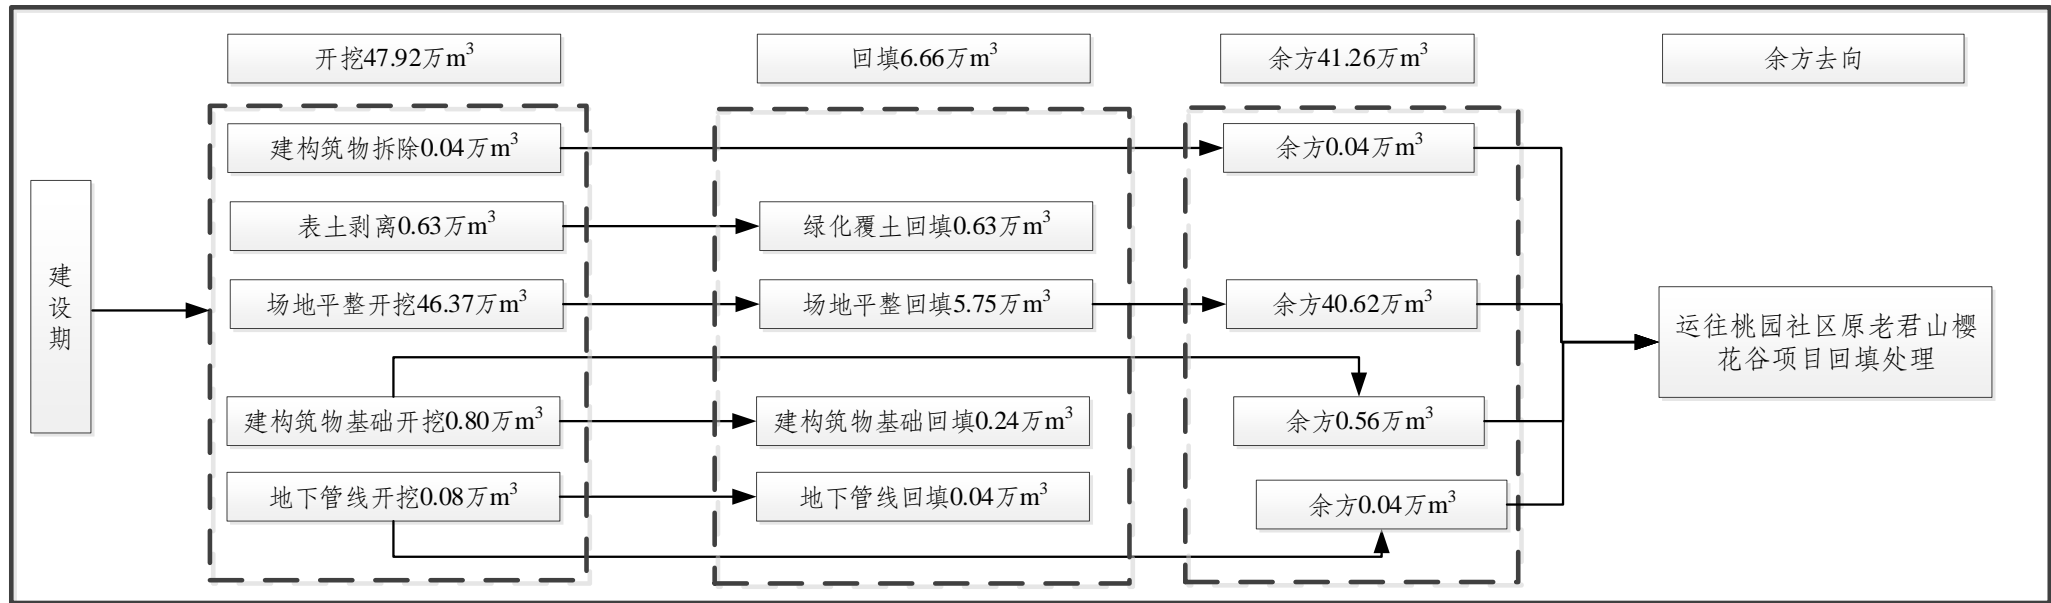 开挖47.92万m³
回填6.66万m³
余方41.26万m³
余方去向
建设期
建构筑物拆除0.04万m³
余方0.04万m³
表土剥离0.63万m³
绿化覆土回填0.63万m³
场地平整开挖46.37万m³
场地平整回填5.75万m³
余方40.62万m³
运往桃园社区原老君山樱
花谷项目回填处理
建构筑物基础开挖0.80万m³
建构筑物基础回填0.24万m³
余方0.56万m³
地下管线开挖0.08万m³
地下管线回填0.04万m³
余方0.04万m³